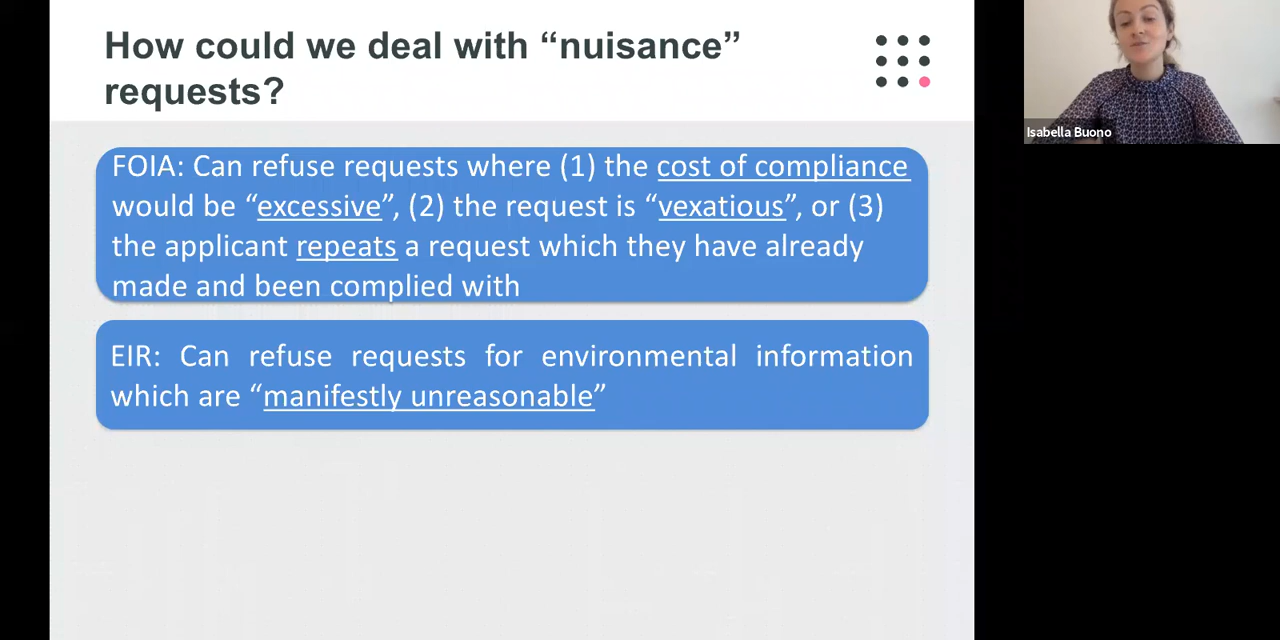 How could we deal with “nuisance”
requests?
FOIA: Can refuse requests where (1) the cost of compliance
would be “excessive”, (2) the request is “vexatious”, or (3)
the applicant repeats a request which they have already
made and been complied with
EIR: Can refuse requests for environmental information
which are “manifestly unreasonable”
Isabella Buono